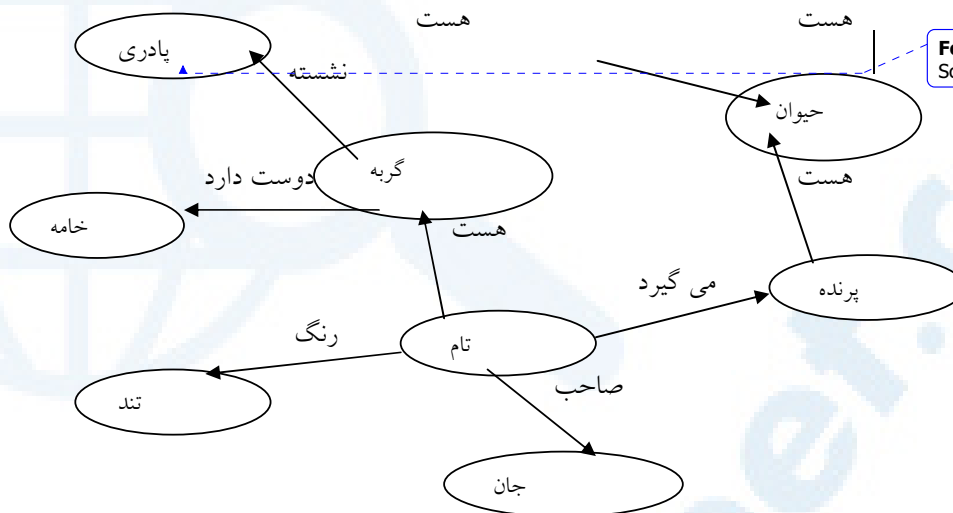 هست
هست
پادری
نشسته
حیوان
گربه
هست
دوست دارد
خامه
هست
می گیرد
پرنده
رنگ
تام
صاحب
تند
جان